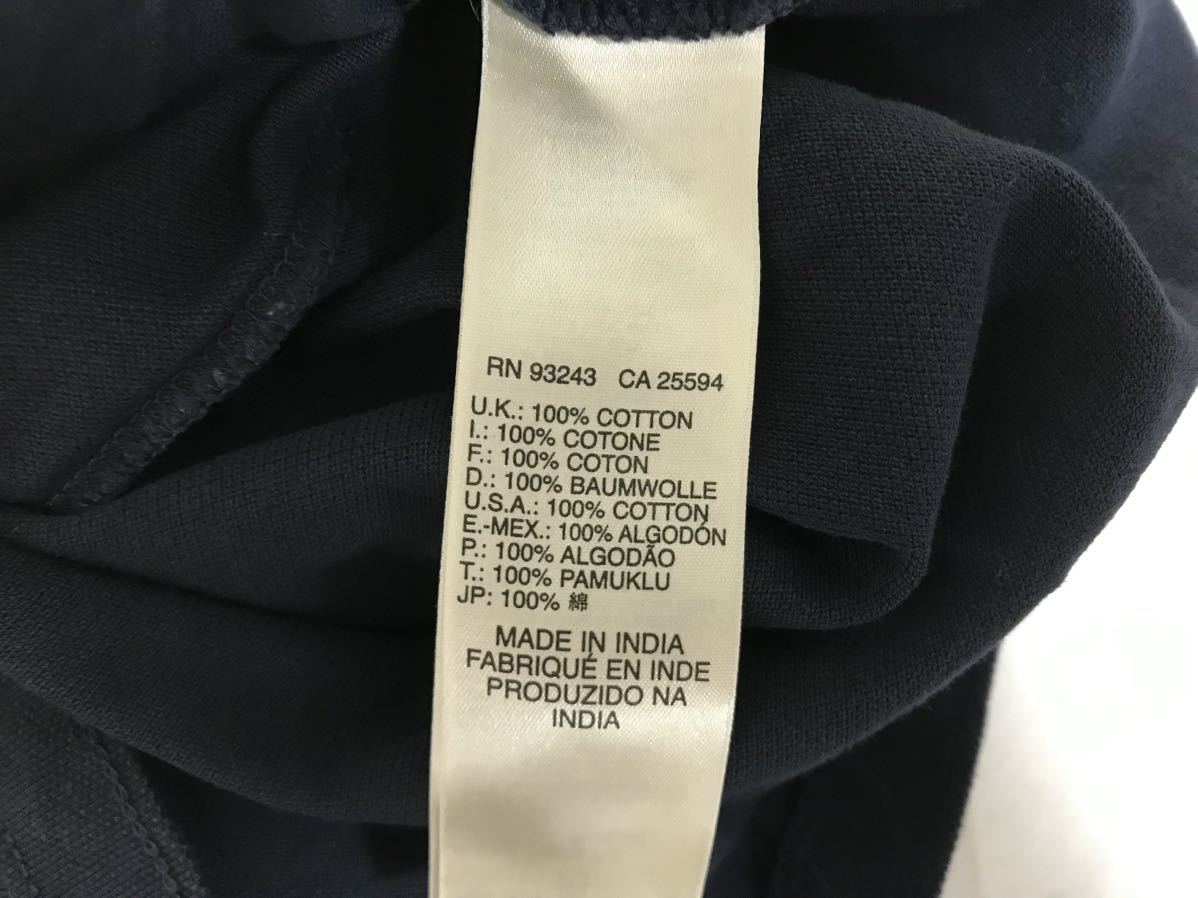 RN 93243 CA 25594
U.K.: 100% COTTON
I.: 100% COTONE
F.: 100% COTON
D.: 100% BAUMWOLLE
U.S.A.: 100% COTTON
E.-MEX.: 100% ALGODÓN
P.: 100% ALGODÃO
T.: 100% PAMUKLU
JP: 100% 綿
MADE IN INDIA
FABRIQUÉ EN INDE
PRODUZIDO NA
INDIA